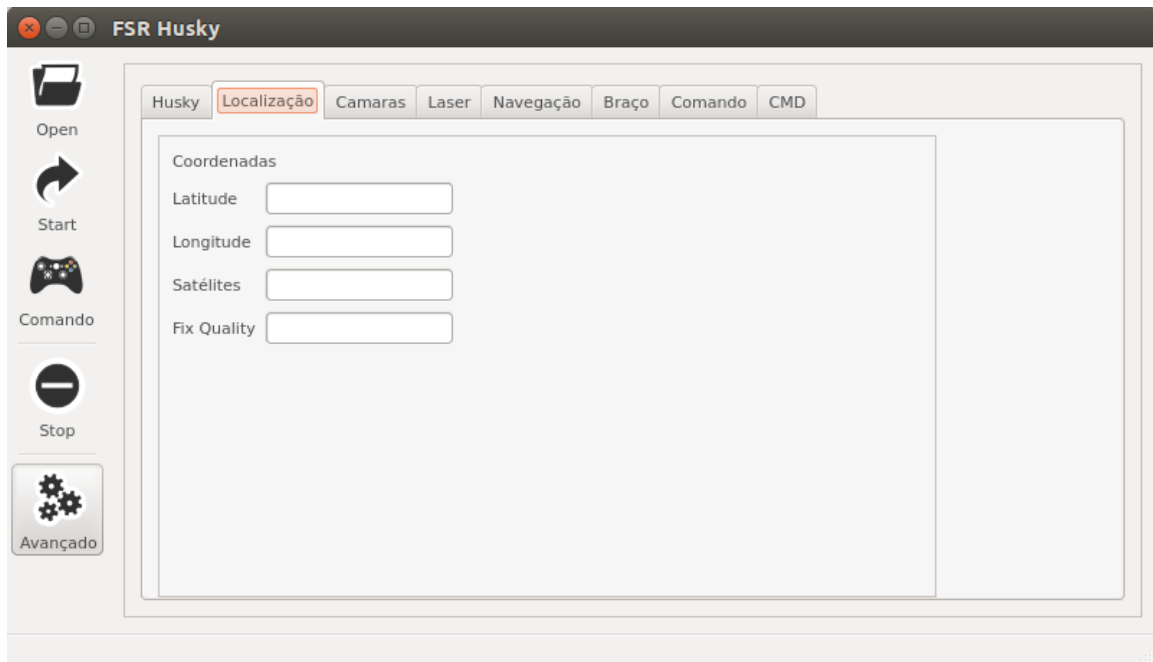 FSR Husky
Open
Start
Comando
Stop
Avançado
Husky Localização Camaras Laser Navegação Braço Comando CMD
Coordenadas
Latitude
Longitude
Satélites
Fix Quality